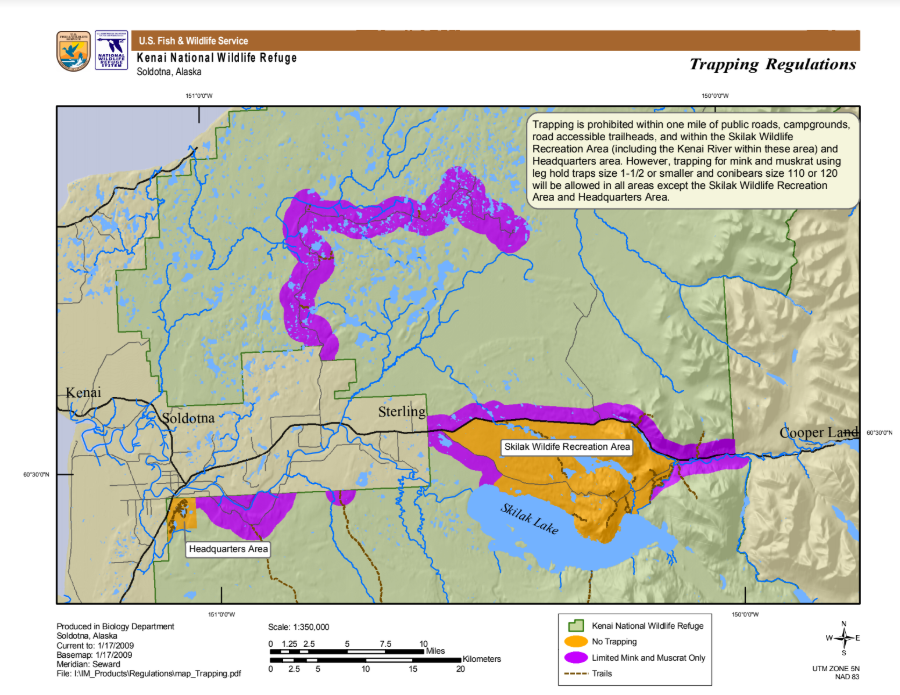 U.S. Fish & Wildlife Service
Kenai National Wildlife Refuge
Soldotna, Alaska
Trapping Regulations
NATIONAL
WILDLIFE
REFUGE
SYSTEM
151°0'0"W
150°0'0"W
Trapping is prohibited within one mile of public roads, campgrounds,
road accessible trailheads, and within the Skilak Wildlife
Recreation Area (including the Kenai River within these area) and
Headquarters area. However, trapping for mink and muskrat using
leg hold traps size 1-1/2 or smaller and conibears size 110 or 120
will be allowed in all areas except the Skilak Wildlife Recreation
Area and Headquarters Area.
Kenai
Soldotna
Sterling
Cooper Land
60°30'0"N
Skilak Wildlife Recreation Area
60°30'0"N
Skilak Lake
Headquarters Area
151°0'0"W
150°0'0"W
Produced in Biology Department
Soldotna, Alaska
Current to: 1/17/2009
Basemap: 1/17/2009
Meridian: Seward
File: I:\IM_Products\Regulations\map_Trapping.pdf
Scale: 1:350,000
0 1.25 2.5 5 7.5 10
Miles
Kilometers
0 2.5 5 10 15 20
Kenai National Wildlife Refuge
No Trapping
Limited Mink and Muscrat Only
Trails
N
W E
S
UTM ZONE 5N
NAD 83